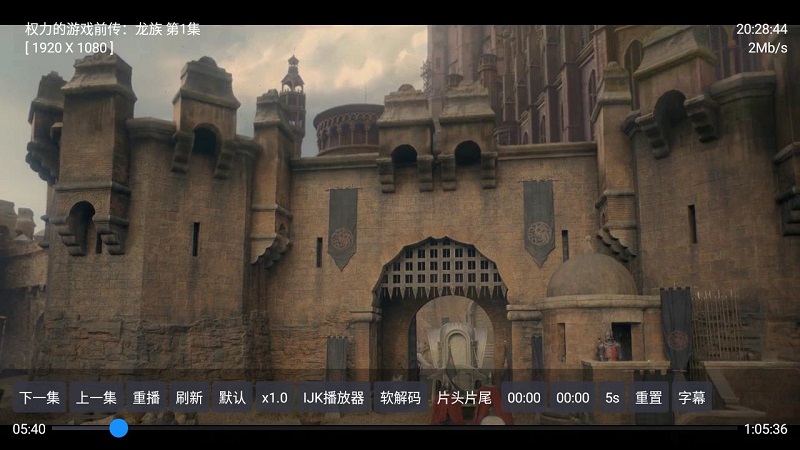 权力的游戏前传：龙族 第1集
20:28:44
[ 1920 X 1080 ]
2Mb/s
下一集 上一集 重播 刷新 默认 x1.0 IJK播放器 软解码 片头片尾 00:00 00:00 5s 重置 字幕
05:40
1:05:36